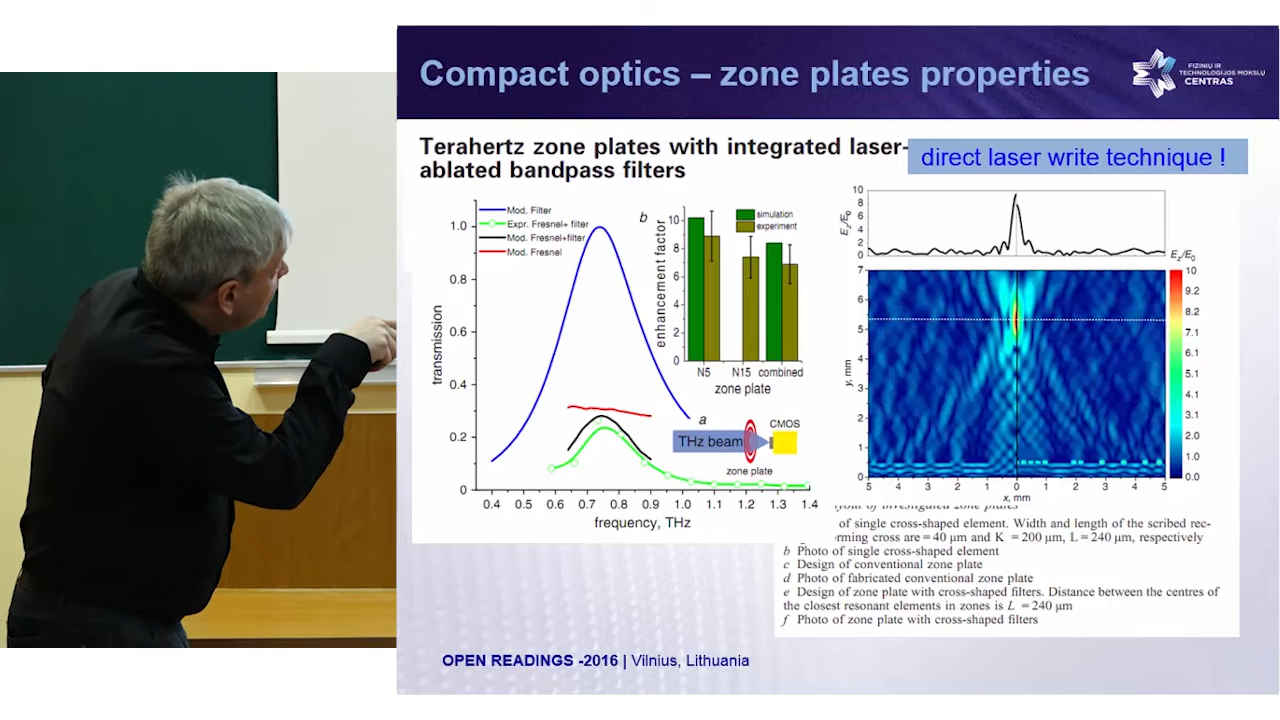 Compact optics – zone plates properties
FIZINIŲ IR
TECHNOLOGIJOS MOKSLŲ
CENTRAS
Terahertz zone plates with integrated laser-
ablated bandpass filters
direct laser write technique !
Mod. Filter
Expr. Fresnel+ filter
Mod. Fresnel+filter
Mod. Fresnel
transmission
1.0
0.8
0.6
0.4
0.2
0
0.4 0.5 0.6 0.7 0.8 0.9 1.0 1.1 1.2 1.3 1.4
frequency, THz
b
enhancement factor
10
8
6
4
2
0
simulation
experiment
N5 N15 combined
zone plate
a
CMOS
THz beam
zone plate
Ez/E0
10
8
6
4
2
0
y, mm
7
6
5
4
3
2
1
0
5 4 3 2 1 0 1 2 3 4 5
x, mm
Ez/E0
10
9.2
8.1
7.1
6.1
5.1
4.1
3.1
2.0
1.0
0.0
of investigated zone plates
of single cross-shaped element. Width and length of the scribed rec-
orming cross are = 40 μm and K = 200 μm, L = 240 μm, respectively
b Photo of single cross-shaped element
c Design of conventional zone plate
d Photo of fabricated conventional zone plate
e Design of zone plate with cross-shaped filters. Distance between the centres of
the closest resonant elements in zones is L = 240 μm
f Photo of zone plate with cross-shaped filters
OPEN READINGS -2016 | Vilnius, Lithuania